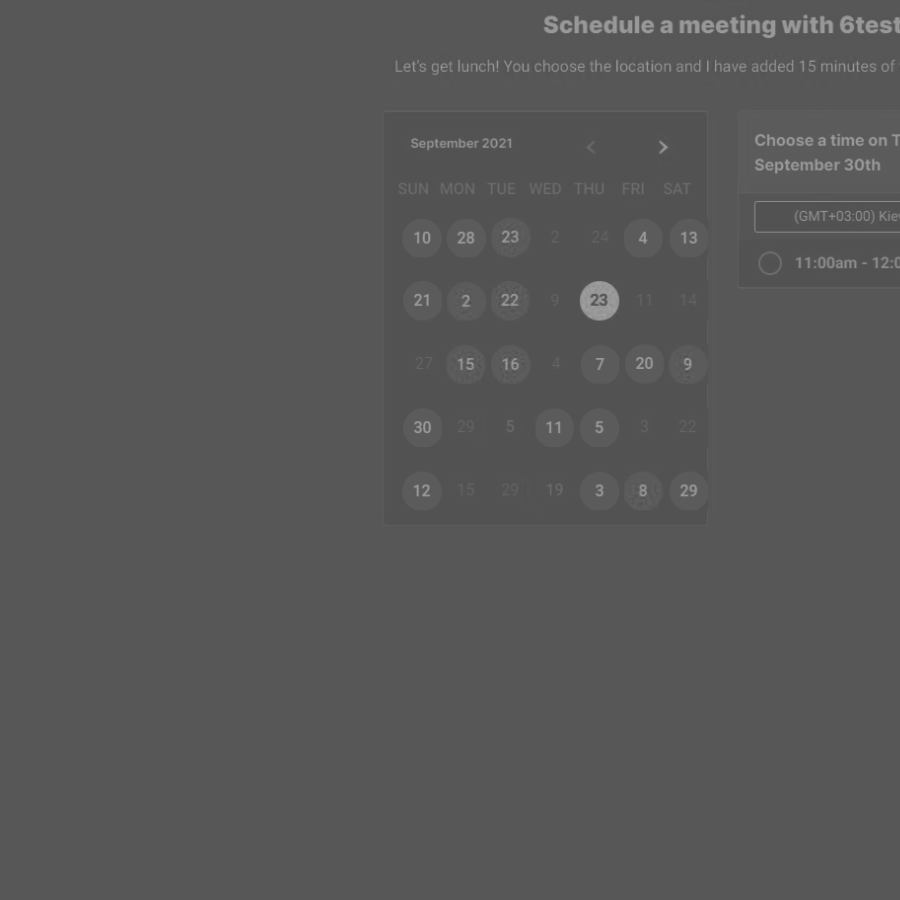 Schedule a meeting with 6test
Let's get lunch! You choose the location and I have added 15 minutes of
September 2021
SUN MON TUE WED THU FRI SAT
10 28 23 2 24 4 13
21 2 22 9 23 11 14
27 15 16 4 7 20 9
30 29 5 11 5 3 22
12 15 29 19 3 8 29
Choose a time on T
September 30th
(GMT+03:00) Kiev
11:00am - 12:0